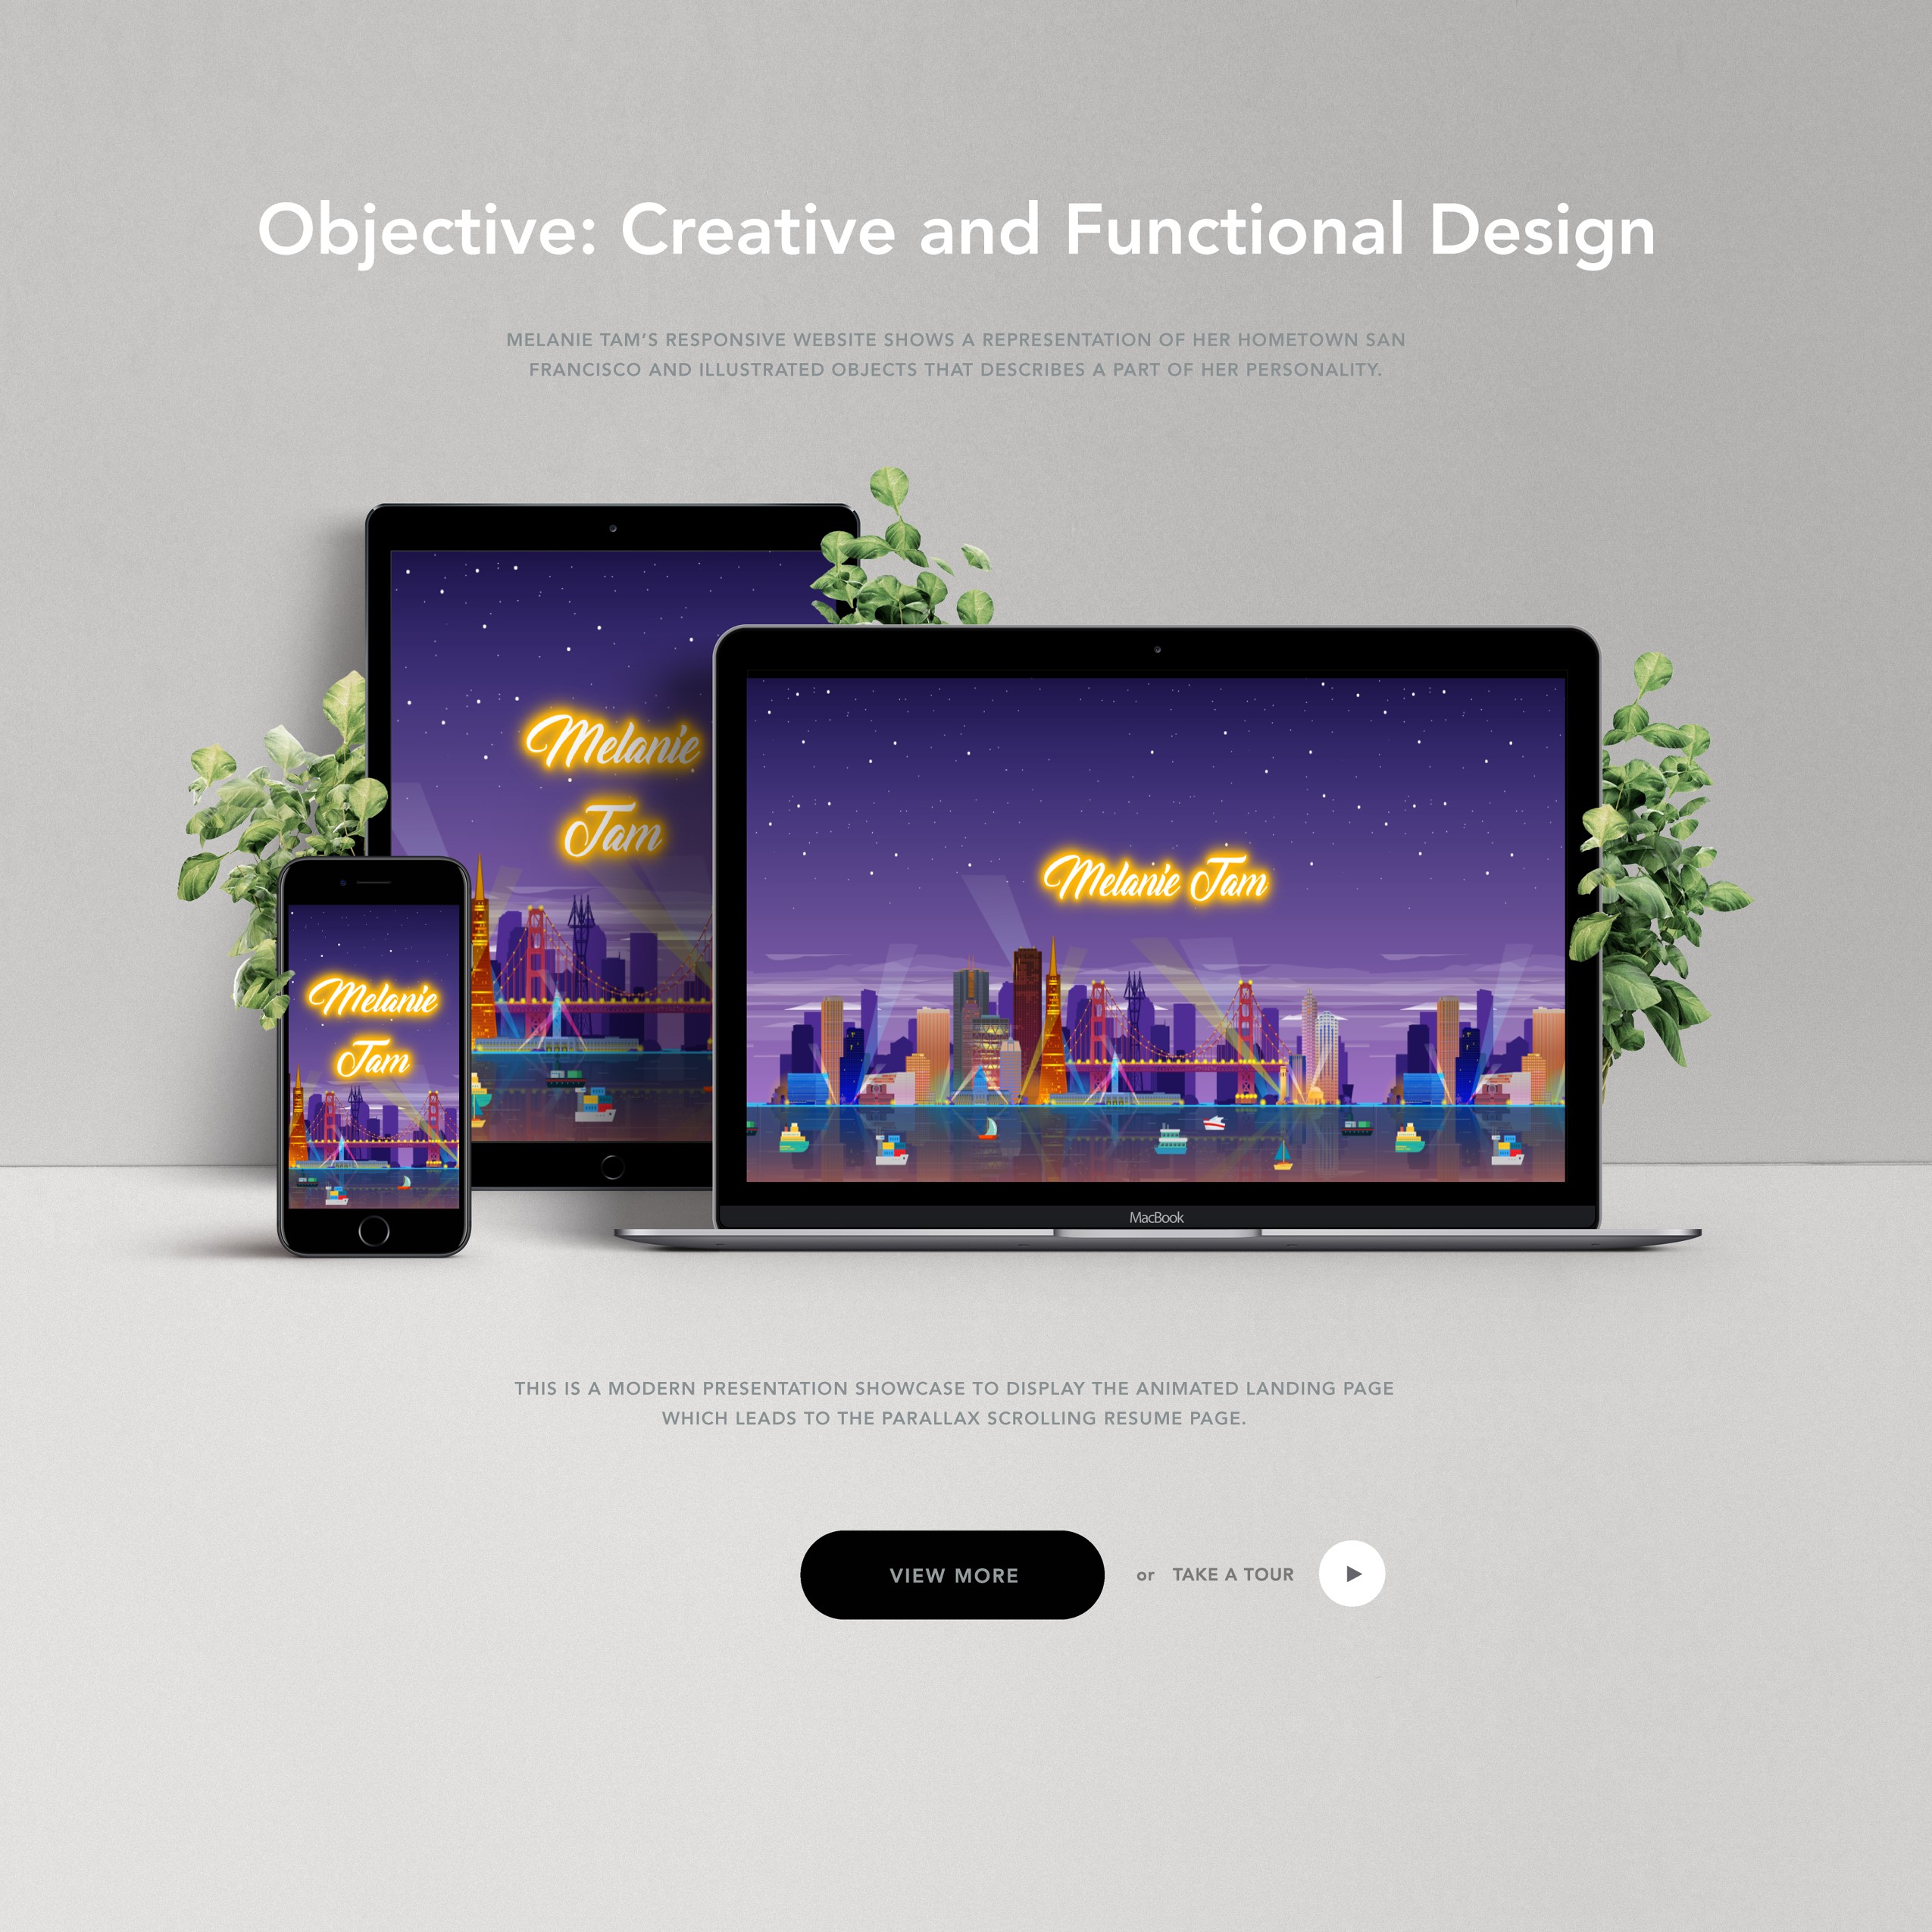 Objective: Creative and Functional Design
MELANIE TAM’S RESPONSIVE WEBSITE SHOWS A REPRESENTATION OF HER HOMETOWN SAN
FRANCISCO AND ILLUSTRATED OBJECTS THAT DESCRIBES A PART OF HER PERSONALITY.
Melanie
Tam
Melanie Tam
Melanie
Tam
MacBook
THIS IS A MODERN PRESENTATION SHOWCASE TO DISPLAY THE ANIMATED LANDING PAGE
WHICH LEADS TO THE PARALLAX SCROLLING RESUME PAGE.
VIEW MORE
or TAKE A TOUR